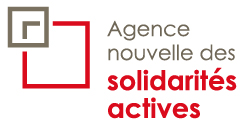 Agence
nouvelle des
solidarités
actives